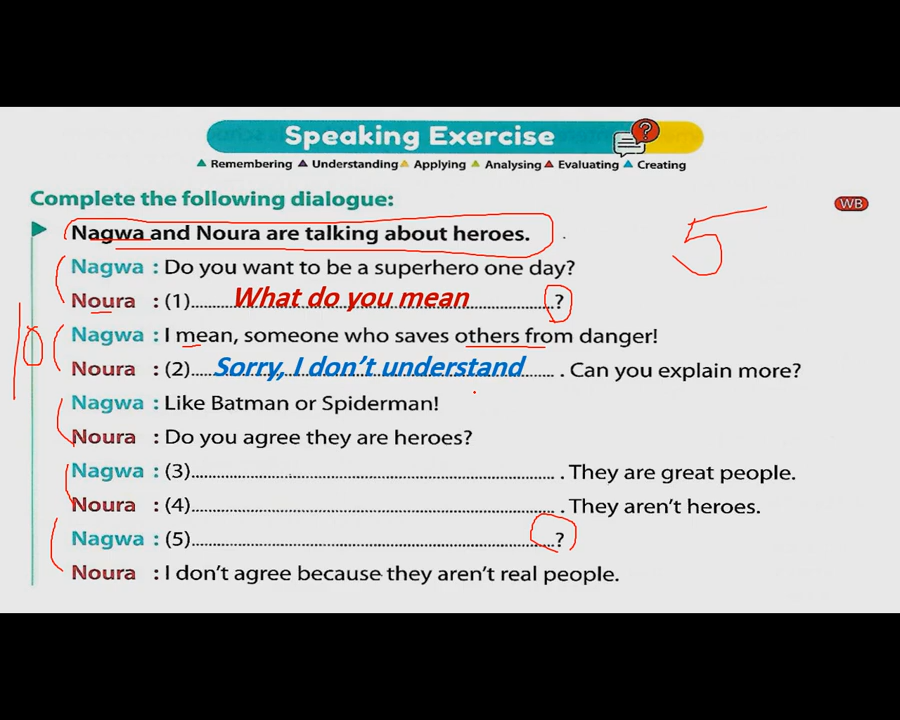 Speaking Exercise
Remembering Understanding Applying Analysing Evaluating Creating
Complete the following dialogue:
WB
Nagwa and Noura are talking about heroes.
5
Nagwa : Do you want to be a superhero one day?
Noura : (1)..........What do you mean..........?
10
Nagwa : I mean, someone who saves others from danger!
Noura : (2)..........Sorry, I don't understand.......... . Can you explain more?
Nagwa : Like Batman or Spiderman!
Noura : Do you agree they are heroes?
Nagwa : (3)............................................................ . They are great people.
Noura : (4)............................................................ . They aren't heroes.
Nagwa : (5)............................................................?
Noura : I don't agree because they aren't real people.